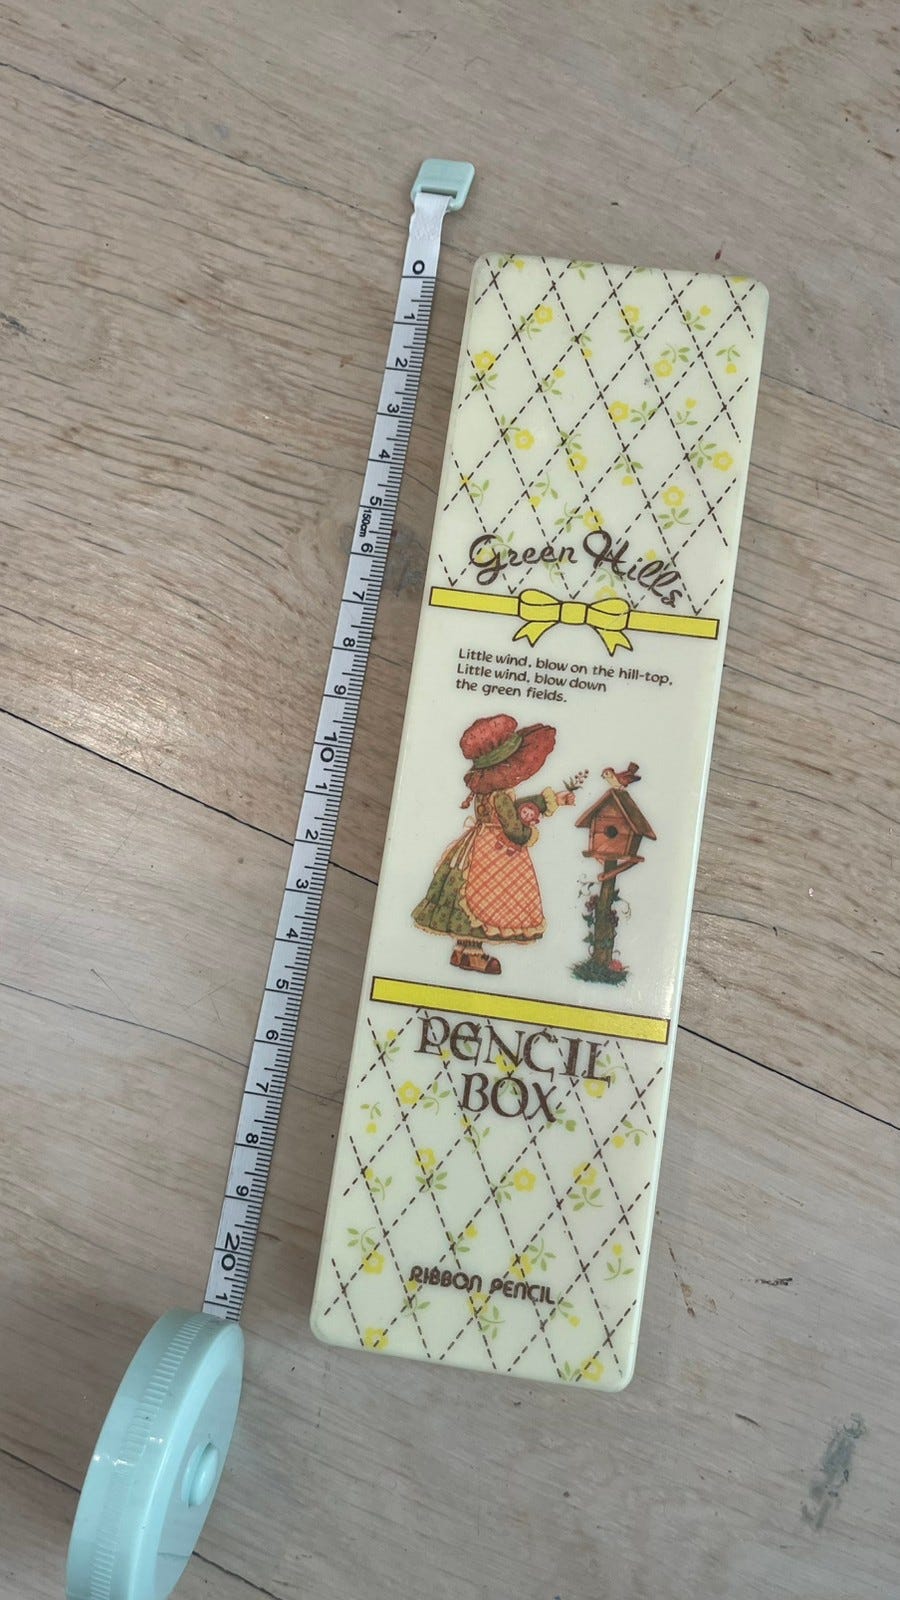 0
1
2
3
4
5
150cm
6
7
8
9
10
1
2
3
4
5
6
7
8
9
20
1
Green Hills
Little wind, blow on the hill-top,
Little wind, blow down
the green fields.
PENCIL
BOX
RIBBON PENCIL